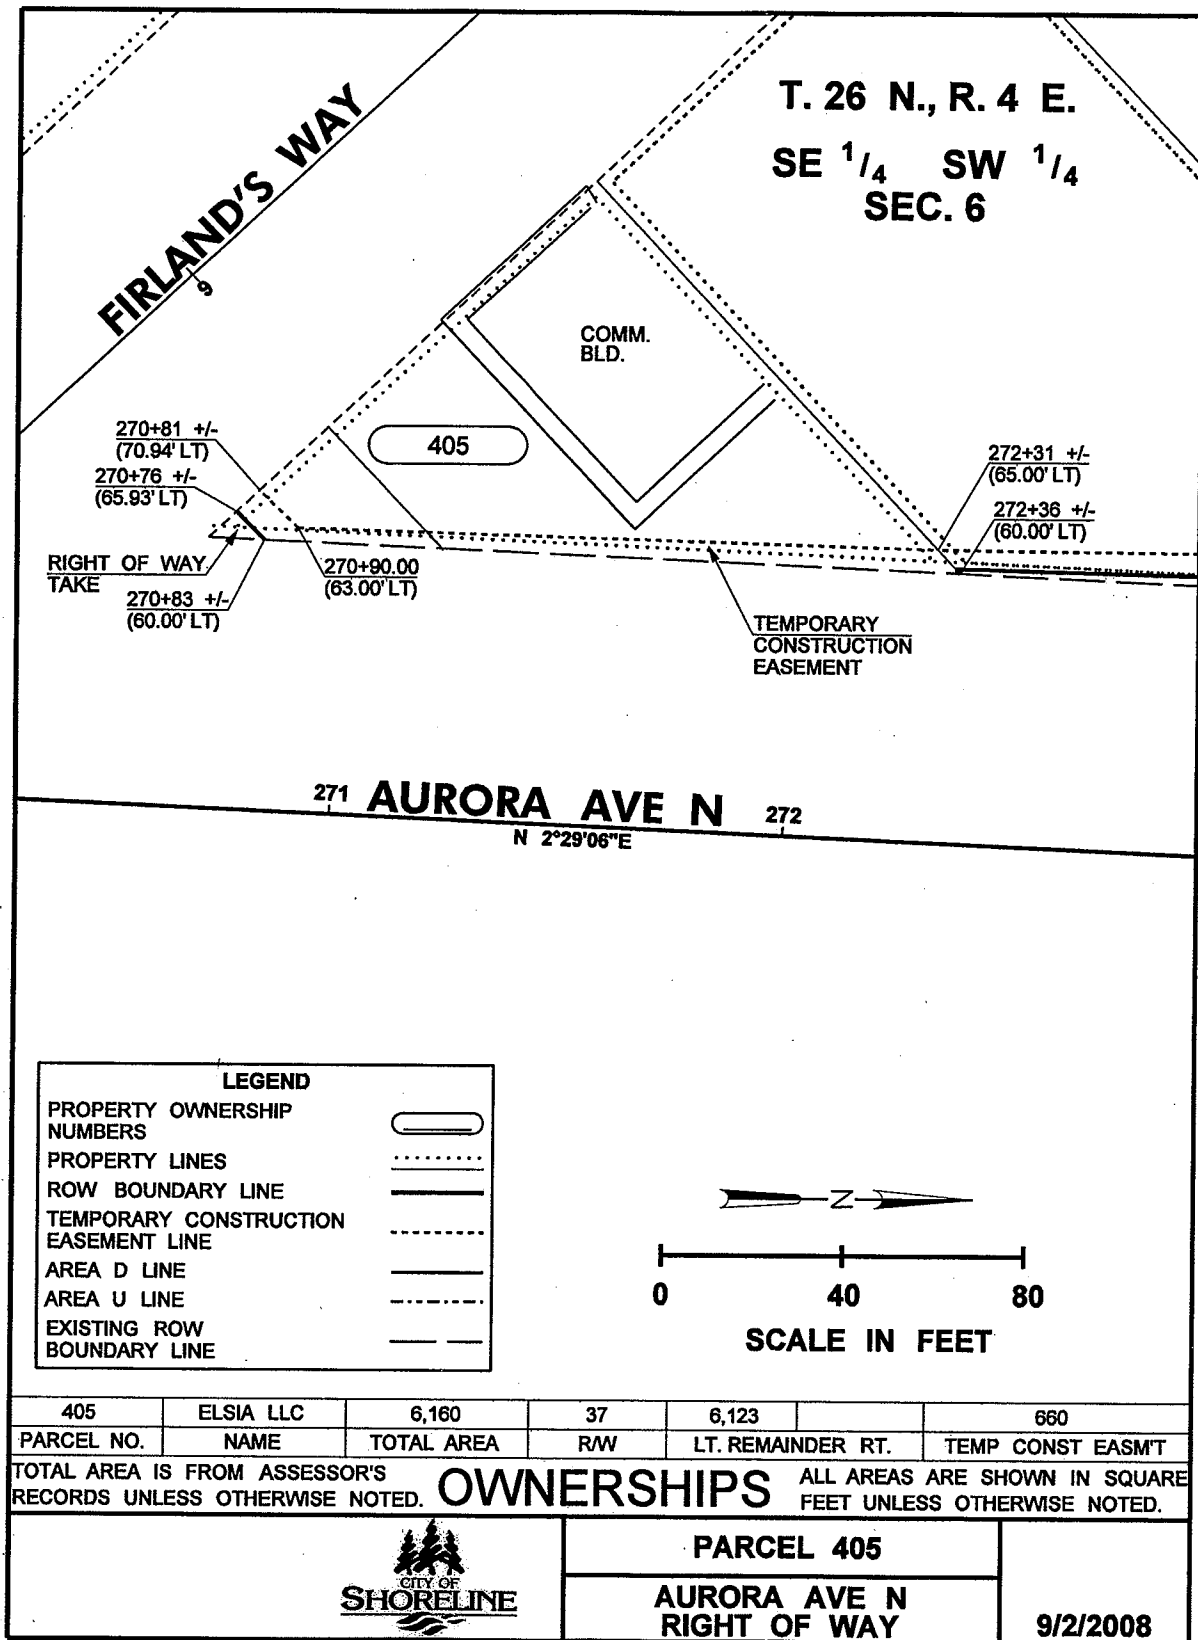 T. 26 N., R. 4 E.
SE 1/4 SW 1/4
SEC. 6
FIRLAND'S WAY
9
COMM.
BLD.
405
270+81 +/-
(70.94' LT)
270+76 +/-
(65.93' LT)
272+31 +/-
(65.00' LT)
272+36 +/-
(60.00' LT)
RIGHT OF WAY
TAKE
270+90.00
(63.00' LT)
270+83 +/-
(60.00' LT)
TEMPORARY
CONSTRUCTION
EASEMENT
271 AURORA AVE N 272
N 2°29'06"E
LEGEND
PROPERTY OWNERSHIP
NUMBERS
PROPERTY LINES
ROW BOUNDARY LINE
TEMPORARY CONSTRUCTION
EASEMENT LINE
AREA D LINE
AREA U LINE
EXISTING ROW
BOUNDARY LINE
N
0 40 80
SCALE IN FEET
405 ELSIA LLC 6,160 37 6,123 660
PARCEL NO. NAME TOTAL AREA R/W LT. REMAINDER RT. TEMP CONST EASM'T
TOTAL AREA IS FROM ASSESSOR'S
RECORDS UNLESS OTHERWISE NOTED.
OWNERSHIPS
ALL AREAS ARE SHOWN IN SQUARE
FEET UNLESS OTHERWISE NOTED.
CITY OF
SHORELINE
PARCEL 405
AURORA AVE N
RIGHT OF WAY
9/2/2008